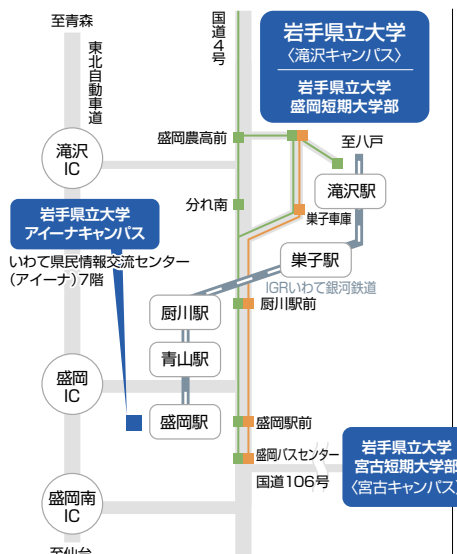 至青森
東北自動車道
国道4号
岩手県立大学
〈滝沢キャンパス〉
岩手県立大学
盛岡短期大学部
盛岡農高前
至八戸
滝沢
IC
滝沢駅
分れ南
巣子車庫
岩手県立大学
アイーナキャンパス
いわて県民情報交流センター
(アイーナ)7階
巣子駅
IGRいわて銀河鉄道
厨川駅
厨川駅前
青山駅
盛岡
IC
盛岡駅
盛岡駅前
盛岡バスセンター
国道106号
岩手県立大学
宮古短期大学部
〈宮古キャンパス〉
盛岡南
IC
至仙台